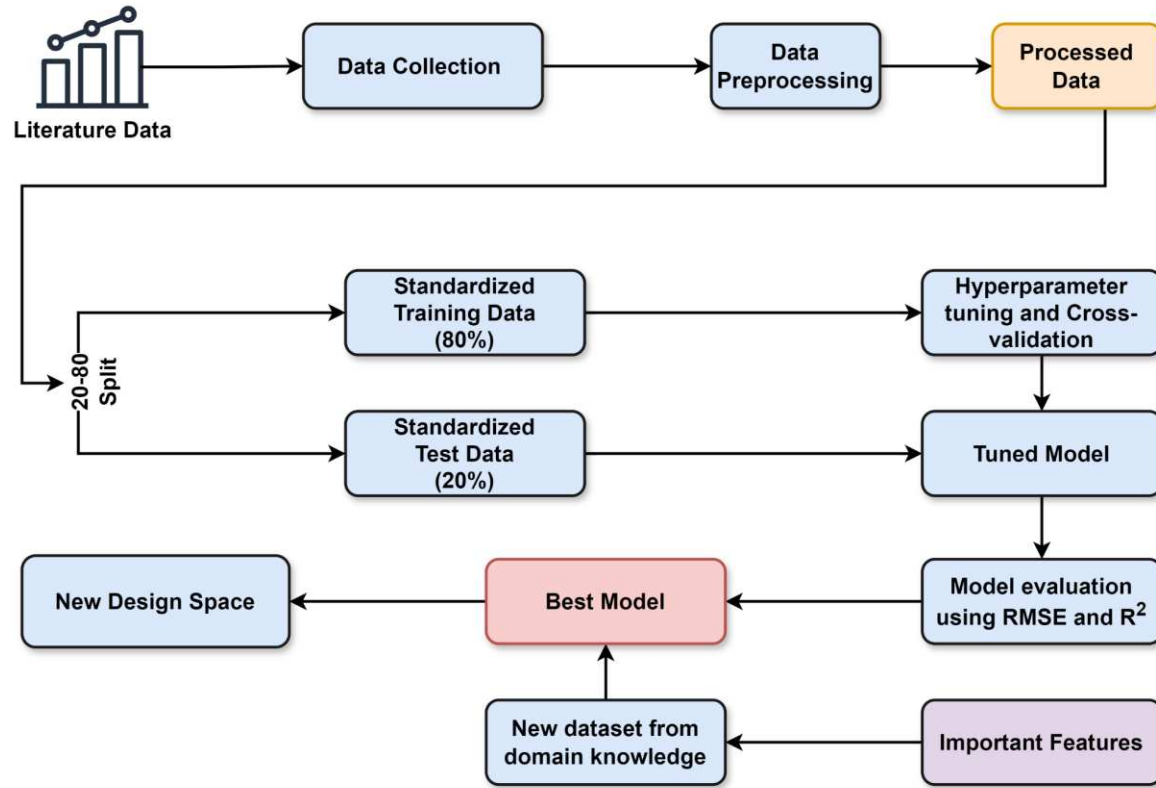 Literature Data
Data Collection
Data
Preprocessing
Processed
Data
20-80
Split
Standardized
Training Data
(80%)
Hyperparameter
tuning and Cross-
validation
Standardized
Test Data
(20%)
Tuned Model
New Design Space
Best Model
Model evaluation
using RMSE and R²
New dataset from
domain knowledge
Important Features